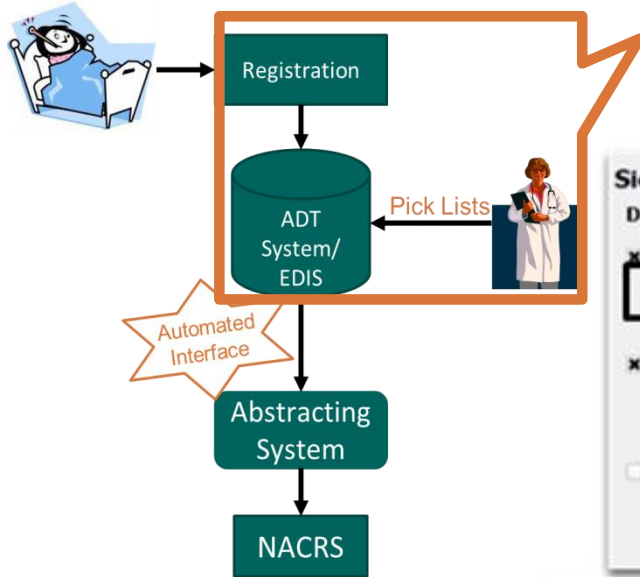 Registration
ADT
System/
EDIS
Pick Lists
Automated
Interface
Abstracting
System
NACRS